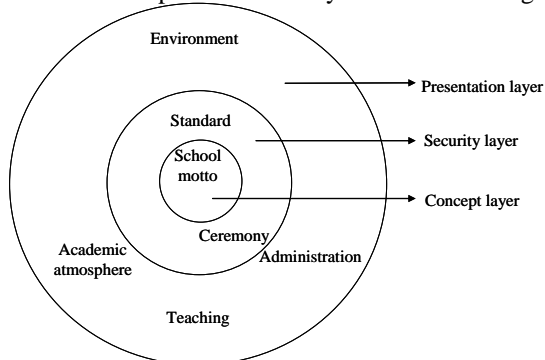 Environment
Presentation layer
Standard
Security layer
School
motto
Concept layer
Ceremony
Academic
atmosphere
Administration
Teaching